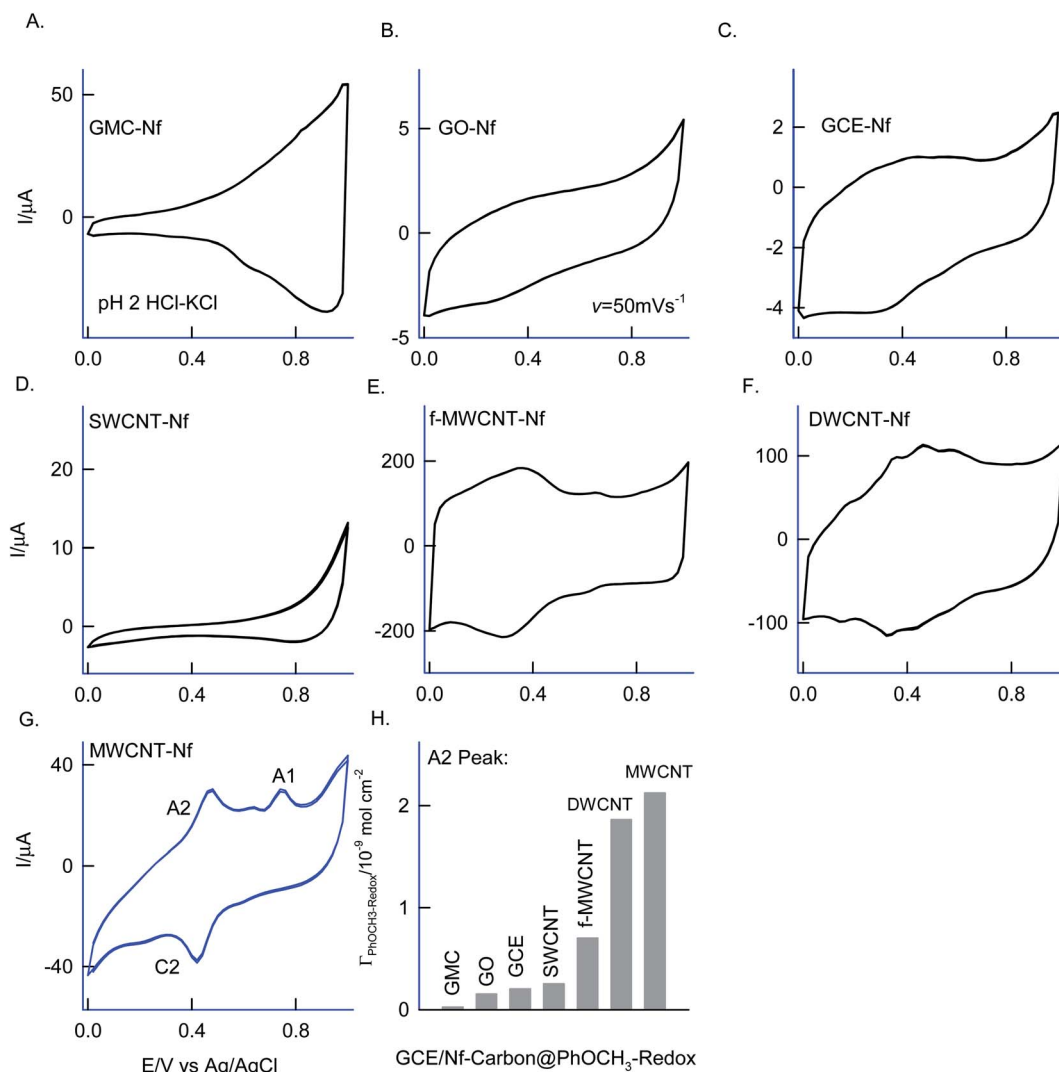 A.
B.
C.
50
GMC-Nf
0
I/μA
pH 2 HCl-KCl
0.0 0.4 0.8
5
GO-Nf
0
v=50mVs-1
-5
0.0 0.4 0.8
2
GCE-Nf
0
-2
-4
0.0 0.4 0.8
D.
E.
F.
SWCNT-Nf
20
10
0
I/μA
0.0 0.4 0.8
f-MWCNT-Nf
200
0
-200
0.0 0.4 0.8
DWCNT-Nf
100
0
-100
0.0 0.4 0.8
G.
H.
MWCNT-Nf
40
A2
A1
0
I/μA
C2
-40
0.0 0.4 0.8
E/V vs Ag/AgCl
A2 Peak:
ΓPhOCH3-Redox/10-9 mol cm-2
2
1
0
GMC
GO
GCE
SWCNT
f-MWCNT
DWCNT
MWCNT
GCE/Nf-Carbon@PhOCH3-Redox